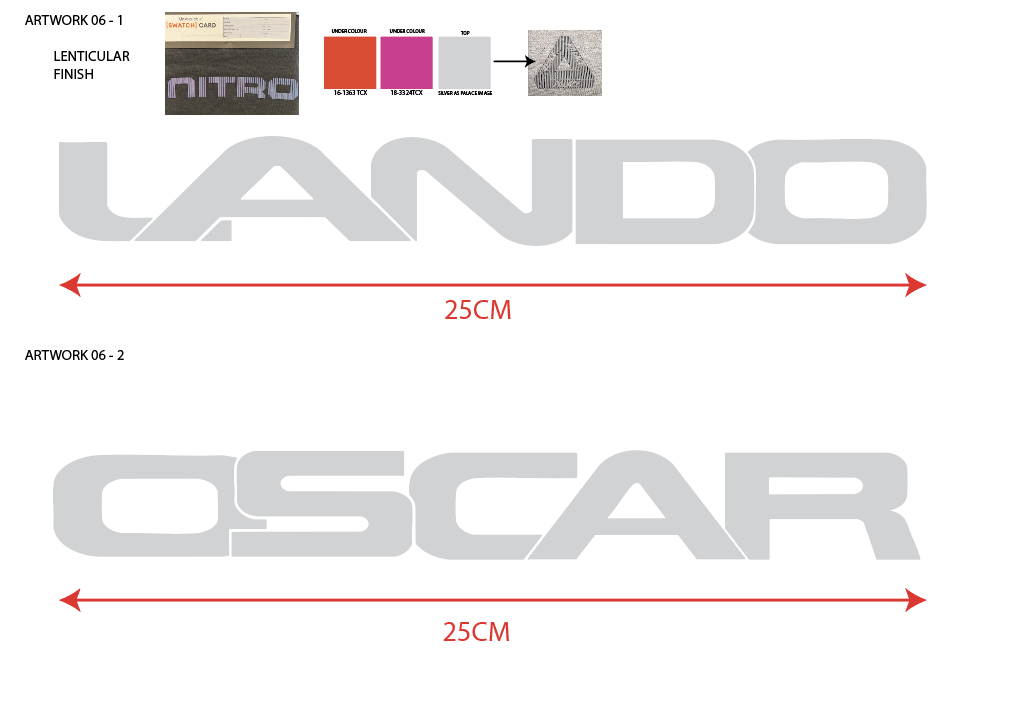 ARTWORK 06 - 1
LENTICULAR
FINISH
[SWATCH] CARD
NITRO
UNDER COLOUR
UNDER COLOUR
TOP
16-1363 TCX
18-3324TCX
SILVER AS PALACE IMAGE
LANDO
25CM
ARTWORK 06 - 2
OSCAR
25CM